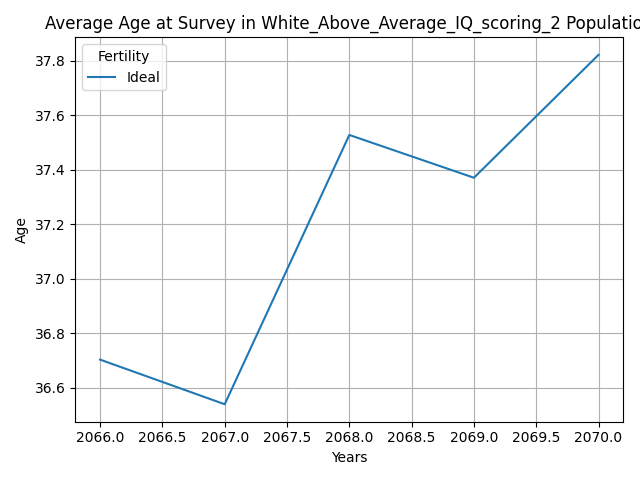 Average Age at Survey in White_Above_Average_IQ_scoring_2 Populatio
Fertility
Ideal
37.8
37.6
37.4
37.2
37.0
36.8
36.6
Age
2066.0 2066.5 2067.0 2067.5 2068.0 2068.5 2069.0 2069.5 2070.0
Years